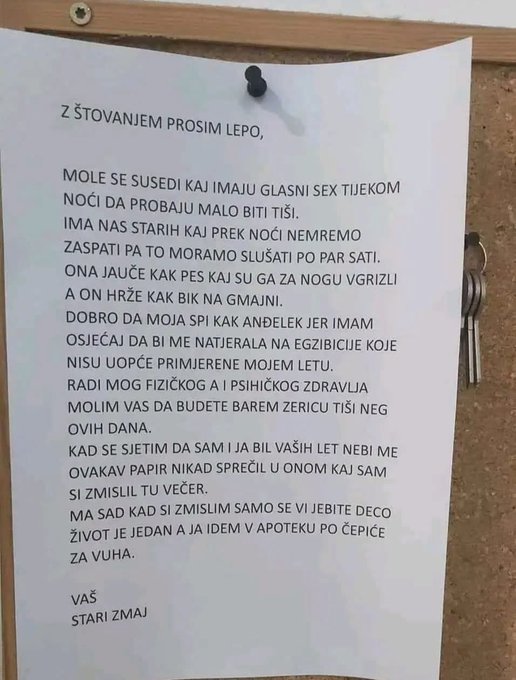 Z ŠTOVANJEM PROSIM LEPO,
MOLE SE SUSEDI KAJ IMAJU GLASNI SEX TIJEKOM
NOĆI DA PROBAJU MALO BITI TIŠI.
IMA NAS STARIH KAJ PREK NOĆI NEMREMO
ZASPATI PA TO MORAMO SLUŠATI PO PAR SATI.
ONA JAUČE KAK PES KAJ SU GA ZA NOGU VGRIZLI
A ON HRŽE KAK BIK NA GMAJNI.
DOBRO DA MOJA SPI KAK ANĐELEK JER IMAM
OSJEĆAJ DA BI ME NATJERALA NA EGZIBICIJE KOJE
NISU UOPĆE PRIMJERENE MOJEM LETU.
RADI MOG FIZIČKOG A I PSIHIČKOG ZDRAVLJA
MOLIM VAS DA BUDETE BAREM ZERICU TIŠI NEG
OVIH DANA.
KAD SE SJETIM DA SAM I JA BIL VAŠIH LET NEBI ME
OVAKAV PAPIR NIKAD SPREČIL U ONOM KAJ SAM
SI ZMISLIL TU VEČER.
MA SAD KAD SI ZMISLIM SAMO SE VI JEBITE DECO
ŽIVOT JE JEDAN A JA IDEM V APOTEKU PO ČEPIĆE
ZA VUHA.
VAŠ
STARI ZMAJ